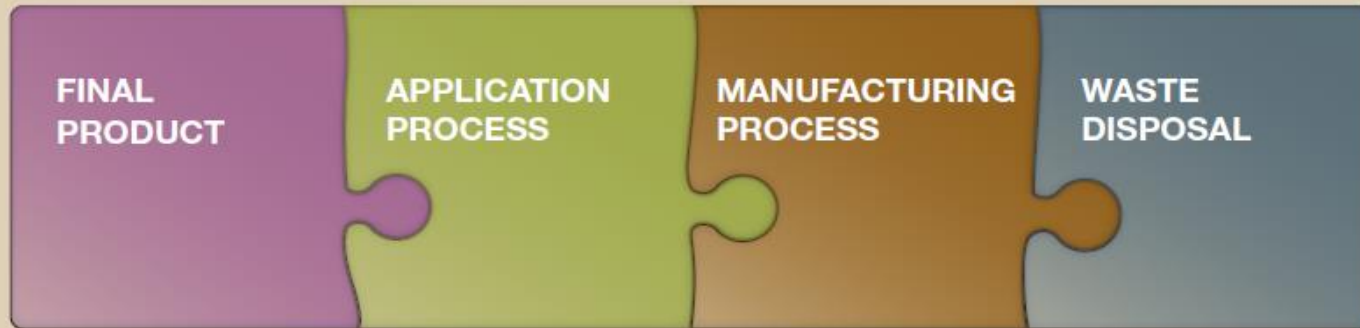 FINAL
PRODUCT
APPLICATION
PROCESS
MANUFACTURING
PROCESS
WASTE
DISPOSAL